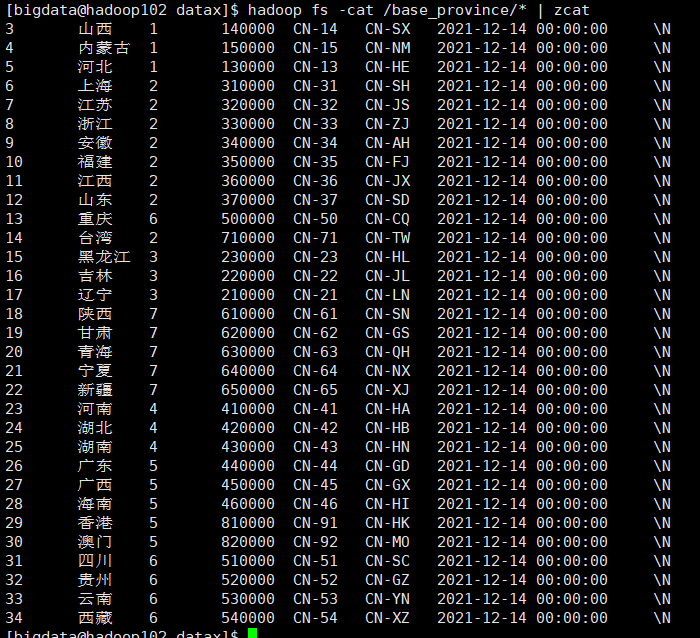 [bigdata@hadoop102 datax]$ hadoop fs -cat /base_province/* | zcat
3 山西 1 140000 CN-14 CN-SX 2021-12-14 00:00:00 \N
4 内蒙古 1 150000 CN-15 CN-NM 2021-12-14 00:00:00 \N
5 河北 1 130000 CN-13 CN-HE 2021-12-14 00:00:00 \N
6 上海 2 310000 CN-31 CN-SH 2021-12-14 00:00:00 \N
7 江苏 2 320000 CN-32 CN-JS 2021-12-14 00:00:00 \N
8 浙江 2 330000 CN-33 CN-ZJ 2021-12-14 00:00:00 \N
9 安徽 2 340000 CN-34 CN-AH 2021-12-14 00:00:00 \N
10 福建 2 350000 CN-35 CN-FJ 2021-12-14 00:00:00 \N
11 江西 2 360000 CN-36 CN-JX 2021-12-14 00:00:00 \N
12 山东 2 370000 CN-37 CN-SD 2021-12-14 00:00:00 \N
13 重庆 6 500000 CN-50 CN-CQ 2021-12-14 00:00:00 \N
14 台湾 2 710000 CN-71 CN-TW 2021-12-14 00:00:00 \N
15 黑龙江 3 230000 CN-23 CN-HL 2021-12-14 00:00:00 \N
16 吉林 3 220000 CN-22 CN-JL 2021-12-14 00:00:00 \N
17 辽宁 3 210000 CN-21 CN-LN 2021-12-14 00:00:00 \N
18 陕西 7 610000 CN-61 CN-SN 2021-12-14 00:00:00 \N
19 甘肃 7 620000 CN-62 CN-GS 2021-12-14 00:00:00 \N
20 青海 7 630000 CN-63 CN-QH 2021-12-14 00:00:00 \N
21 宁夏 7 640000 CN-64 CN-NX 2021-12-14 00:00:00 \N
22 新疆 7 650000 CN-65 CN-XJ 2021-12-14 00:00:00 \N
23 河南 4 410000 CN-41 CN-HA 2021-12-14 00:00:00 \N
24 湖北 4 420000 CN-42 CN-HB 2021-12-14 00:00:00 \N
25 湖南 4 430000 CN-43 CN-HN 2021-12-14 00:00:00 \N
26 广东 5 440000 CN-44 CN-GD 2021-12-14 00:00:00 \N
27 广西 5 450000 CN-45 CN-GX 2021-12-14 00:00:00 \N
28 海南 5 460000 CN-46 CN-HI 2021-12-14 00:00:00 \N
29 香港 5 810000 CN-91 CN-HK 2021-12-14 00:00:00 \N
30 澳门 5 820000 CN-92 CN-MO 2021-12-14 00:00:00 \N
31 四川 6 510000 CN-51 CN-SC 2021-12-14 00:00:00 \N
32 贵州 6 520000 CN-52 CN-GZ 2021-12-14 00:00:00 \N
33 云南 6 530000 CN-53 CN-YN 2021-12-14 00:00:00 \N
34 西藏 6 540000 CN-54 CN-XZ 2021-12-14 00:00:00 \N
[bigdata@hadoop102 datax]$